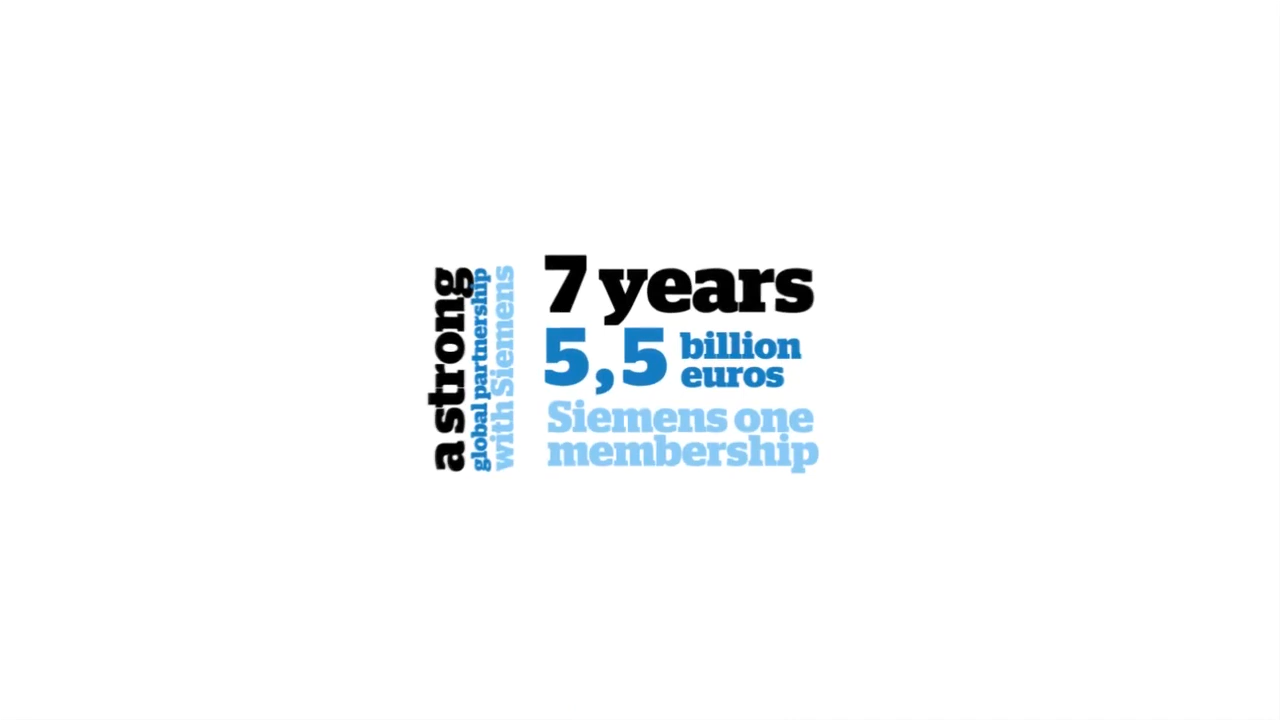 a strong
global partnership
with Siemens
7 years
5,5 billion
euros
Siemens one
membership